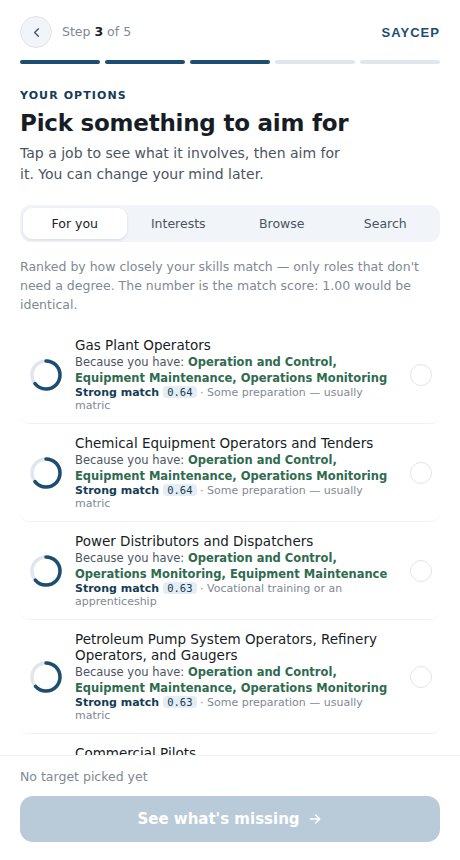 Step 3 of 5
SAYCEP
YOUR OPTIONS
Pick something to aim for
Tap a job to see what it involves, then aim for
it. You can change your mind later.
For you
Interests
Browse
Search
Ranked by how closely your skills match — only roles that don't
need a degree. The number is the match score: 1.00 would be
identical.
Gas Plant Operators
Because you have: Operation and Control,
Equipment Maintenance, Operations Monitoring
Strong match 0.64 · Some preparation — usually
matric
Chemical Equipment Operators and Tenders
Because you have: Operation and Control,
Equipment Maintenance, Operations Monitoring
Strong match 0.64 · Some preparation — usually
matric
Power Distributors and Dispatchers
Because you have: Operation and Control,
Operations Monitoring, Equipment Maintenance
Strong match 0.63 · Vocational training or an
apprenticeship
Petroleum Pump System Operators, Refinery
Operators, and Gaugers
Because you have: Operation and Control,
Equipment Maintenance, Operations Monitoring
Strong match 0.63 · Some preparation — usually
matric
Commercial Pilots
No target picked yet
See what's missing →